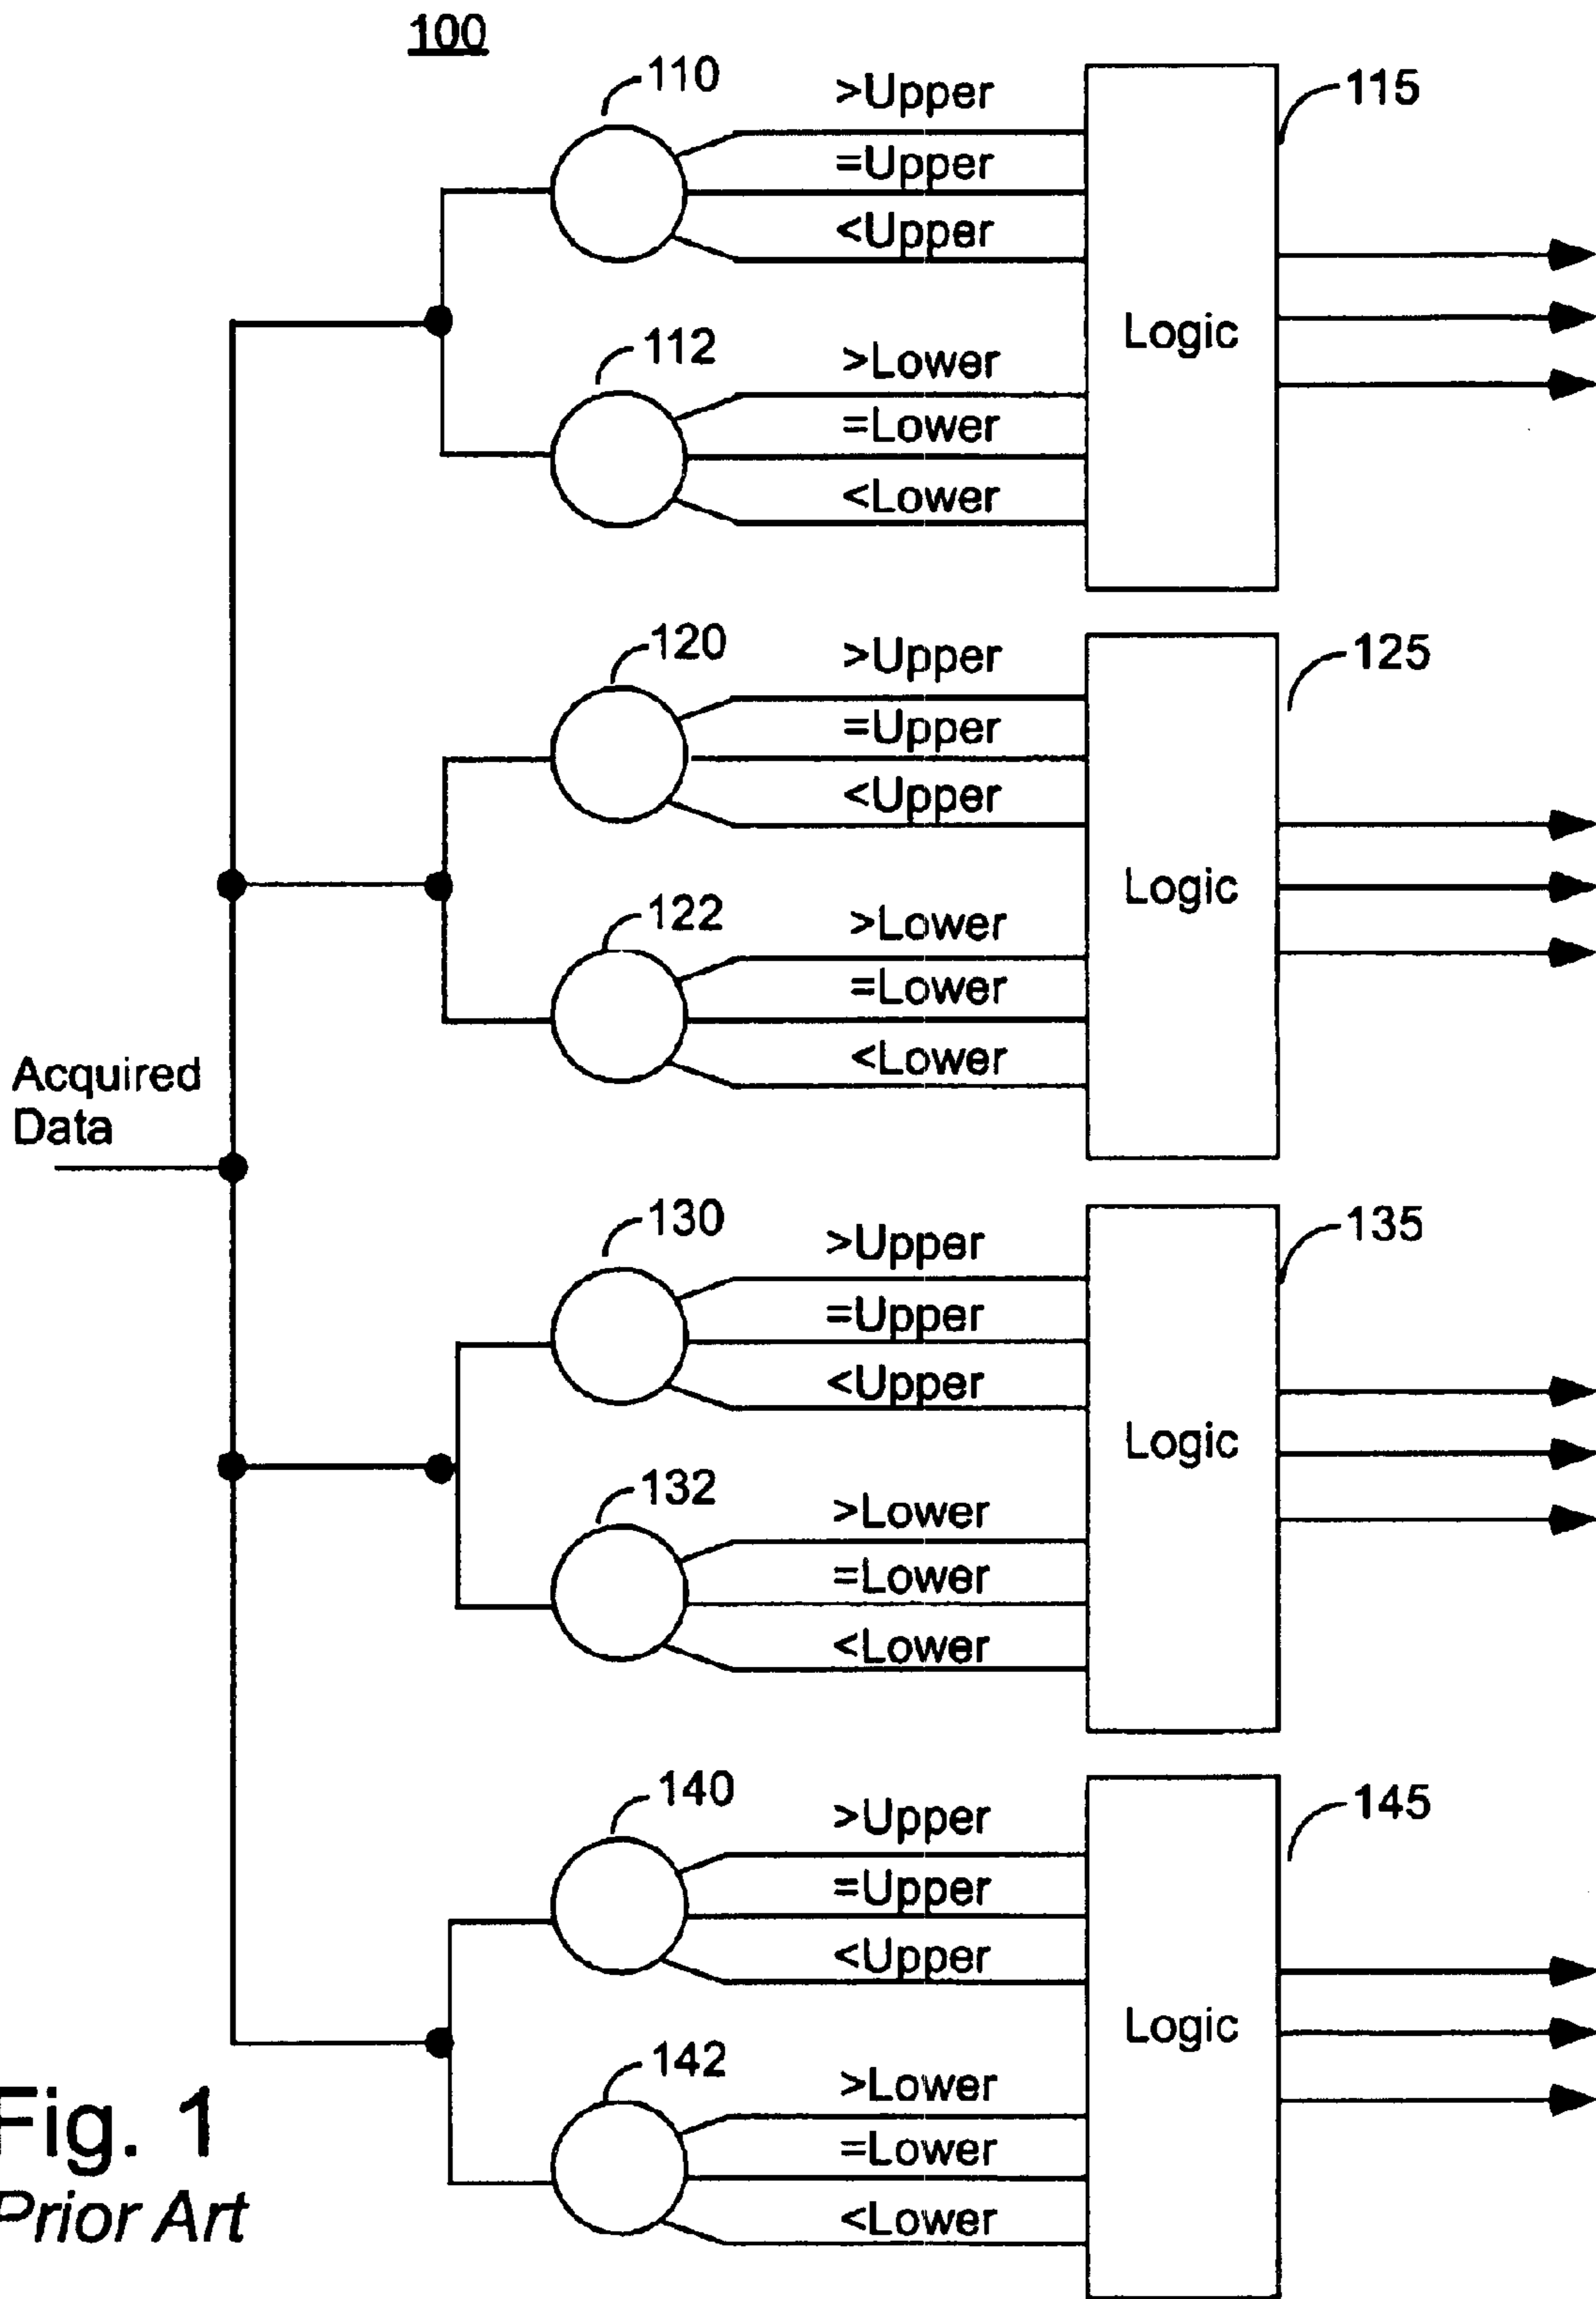 100
110
>Upper
=Upper
<Upper
115
112
>Lower
=Lower
<Lower
Logic
120
>Upper
=Upper
<Upper
125
122
>Lower
=Lower
<Lower
Logic
Acquired
Data
130
>Upper
=Upper
<Upper
135
132
>Lower
=Lower
<Lower
Logic
140
>Upper
=Upper
<Upper
145
142
>Lower
=Lower
<Lower
Logic
Fig. 1
Prior Art